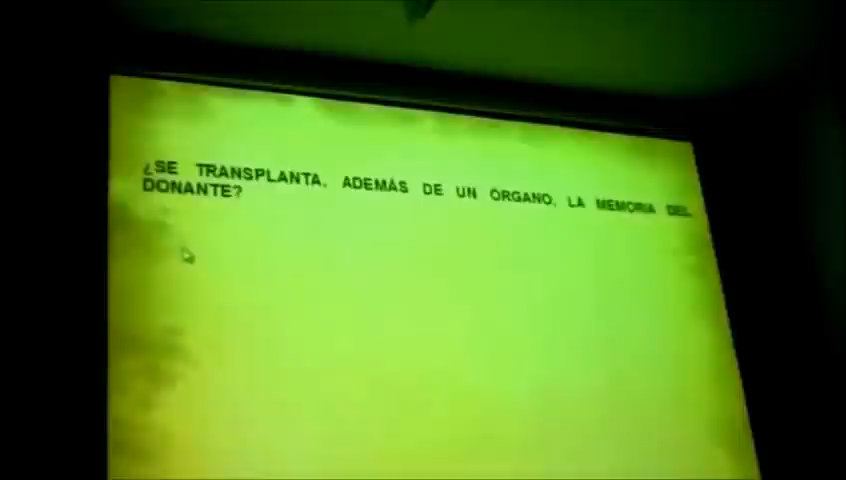 ¿SE TRANSPLANTA, ADEMÁS DE UN ÓRGANO, LA MEMORIA DEL
DONANTE?